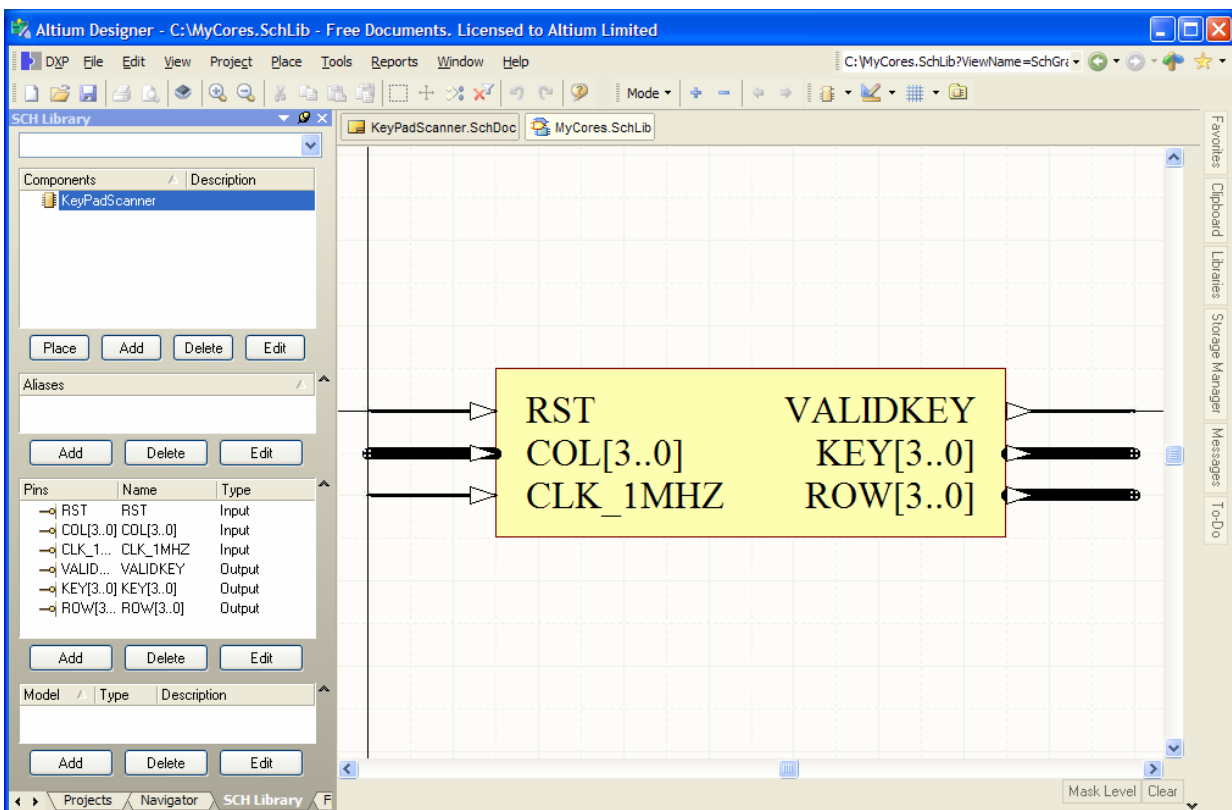 Altium Designer - C:\MyCores.SchLib - Free Documents. Licensed to Altium Limited
DXP File Edit View Project Place Tools Reports Window Help
C:\MyCores.SchLib?ViewName=SchGra
Mode
SCH Library
KeyPadScanner.SchDoc MyCores.SchLib
Components Description
KeyPadScanner
Place Add Delete Edit
Aliases
Add Delete Edit
Pins Name Type
RST RST Input
COL[3..0] COL[3..0] Input
CLK_1... CLK_1MHZ Input
VALID... VALIDKEY Output
KEY[3..0] KEY[3..0] Output
ROW[3... ROW[3..0] Output
Add Delete Edit
Model Type Description
Add Delete Edit
Projects Navigator SCH Library F
RST VALIDKEY
COL[3..0] KEY[3..0]
CLK_1MHZ ROW[3..0]
Favorites
Clipboard
Libraries
Storage Manager
Messages
To-Do
Mask Level Clear